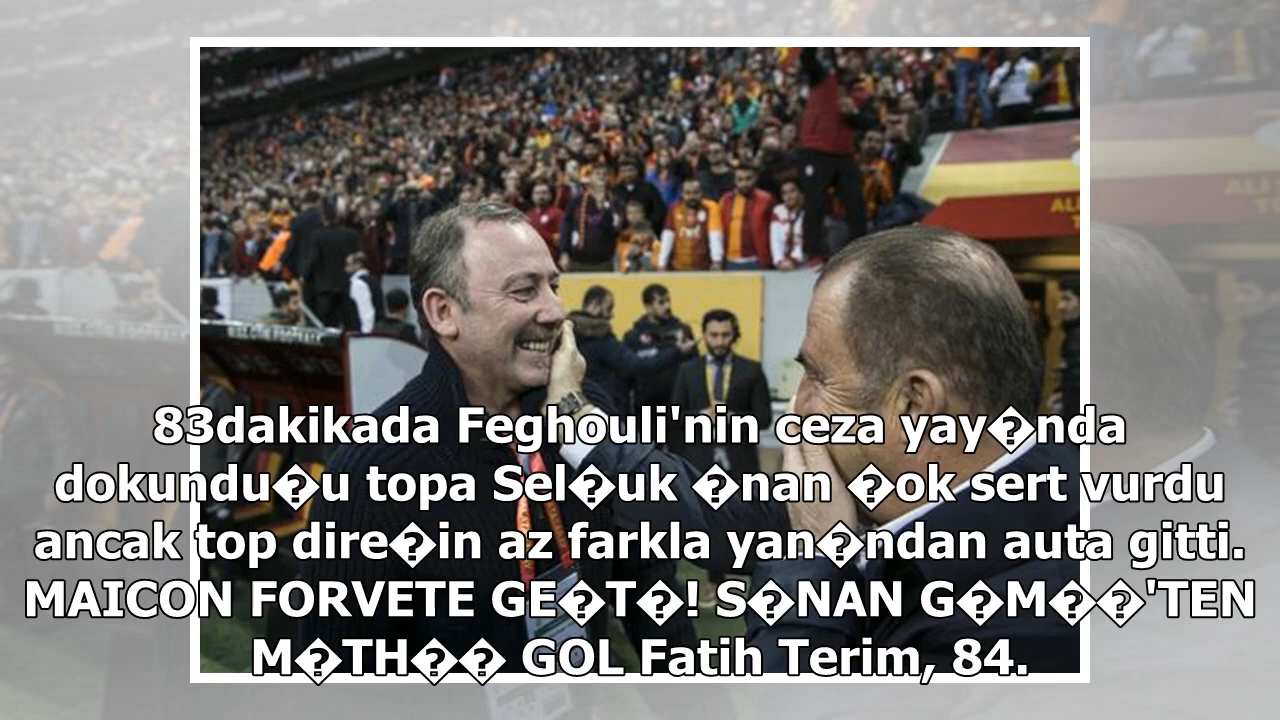 83dakikada Feghouli'nin ceza yay�nda
dokundu�u topa Sel�uk �nan �ok sert vurdu
ancak top dire�in az farkla yan�ndan auta gitti.
MAICON FORVETE GE�T�! S�NAN G�M��'TEN
M�TH�� GOL Fatih Terim, 84.